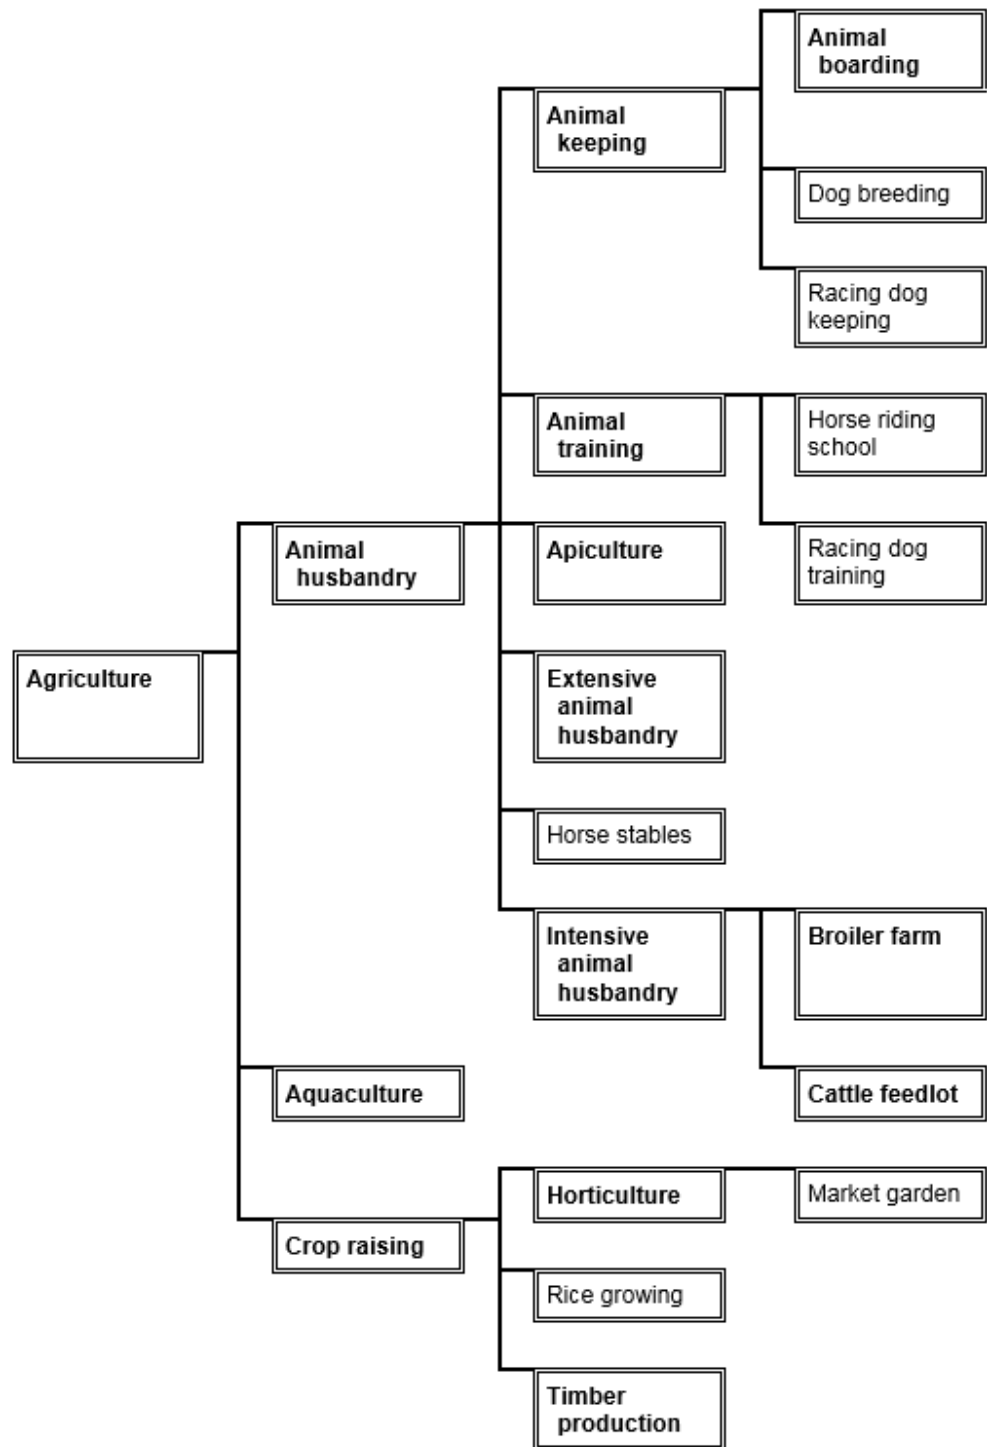 Animal
boarding
Animal
keeping
Dog breeding
Racing dog
keeping
Animal
training
Horse riding
school
Animal
husbandry
Apiculture
Racing dog
training
Agriculture
Extensive
animal
husbandry
Horse stables
Intensive
animal
husbandry
Broiler farm
Aquaculture
Cattle feedlot
Horticulture
Market garden
Crop raising
Rice growing
Timber
production